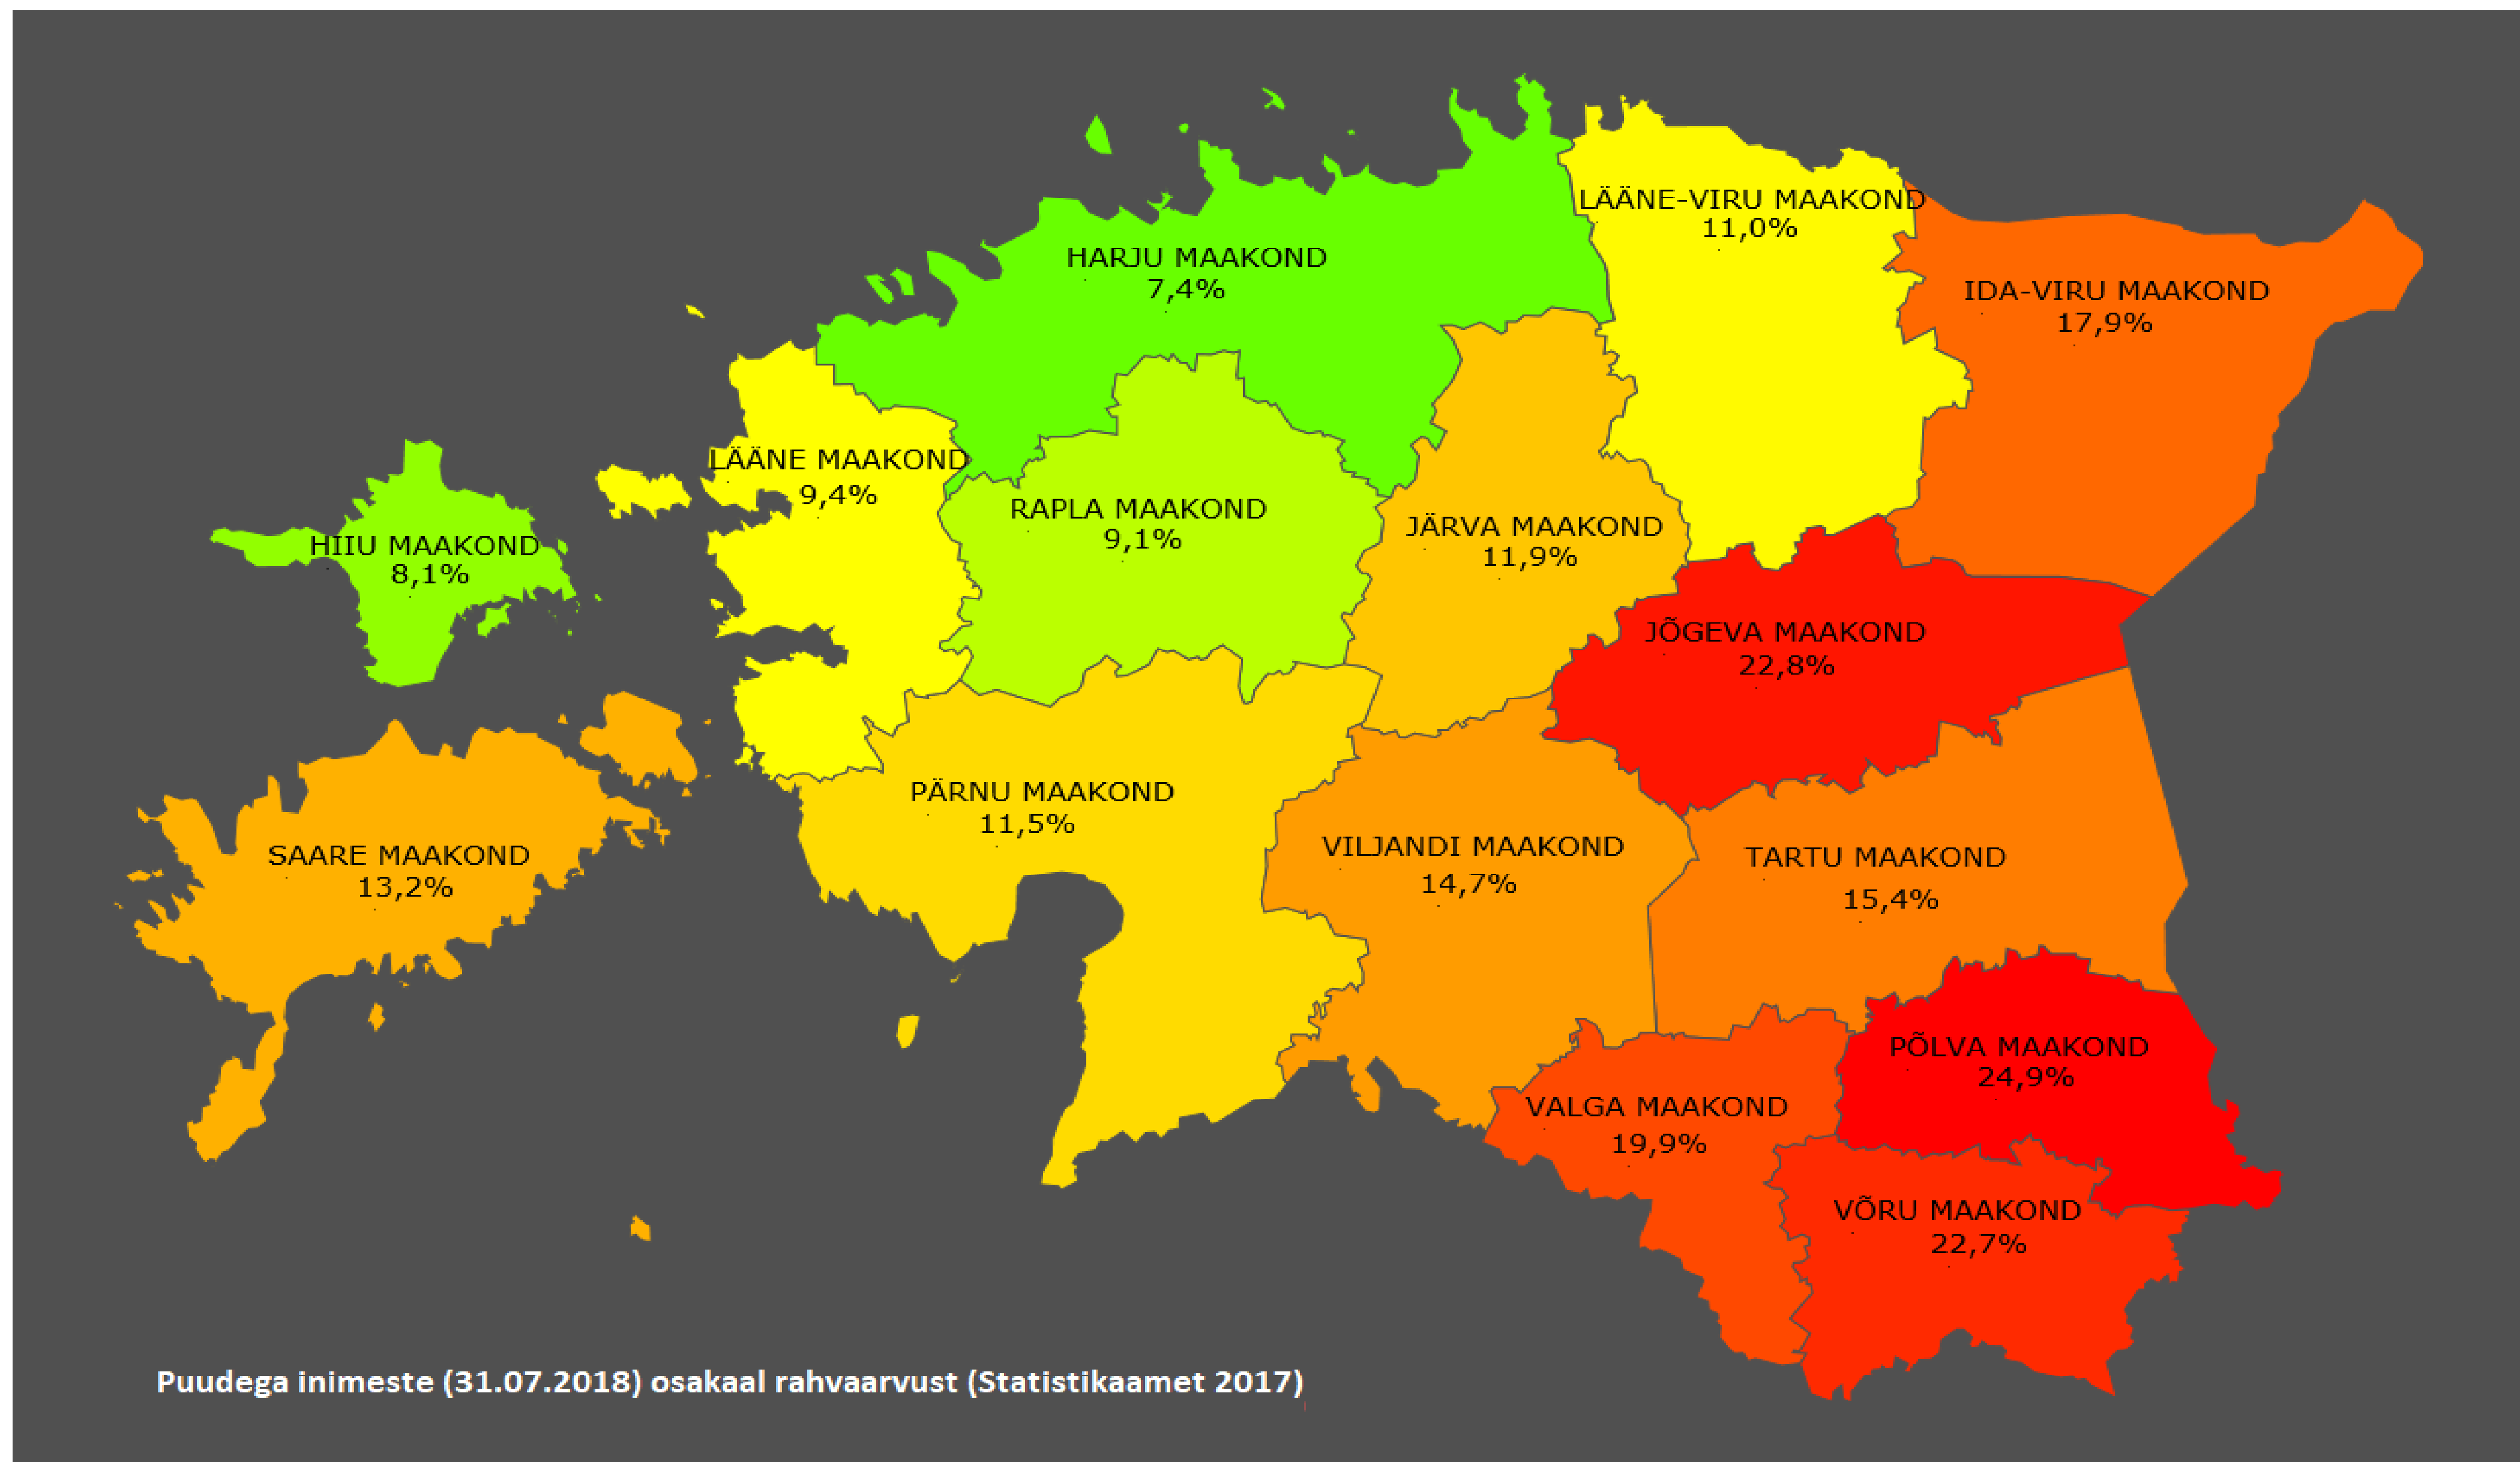 LÄÄNE-VIRU MAAKOND
11,0%
HARJU MAAKOND
7,4%
IDA-VIRU MAAKOND
17,9%
LÄÄNE MAAKOND
9,4%
RAPLA MAAKOND
9,1%
JÄRVA MAAKOND
11,9%
HIIU MAAKOND
8,1%
JÕGEVA MAAKOND
22,8%
PÄRNU MAAKOND
11,5%
VILJANDI MAAKOND
14,7%
SAARE MAAKOND
13,2%
TARTU MAAKOND
15,4%
PÕLVA MAAKOND
24,9%
VALGA MAAKOND
19,9%
VÕRU MAAKOND
22,7%
Puudega inimeste (31.07.2018) osakaal rahvaarvust (Statistikaamet 2017)